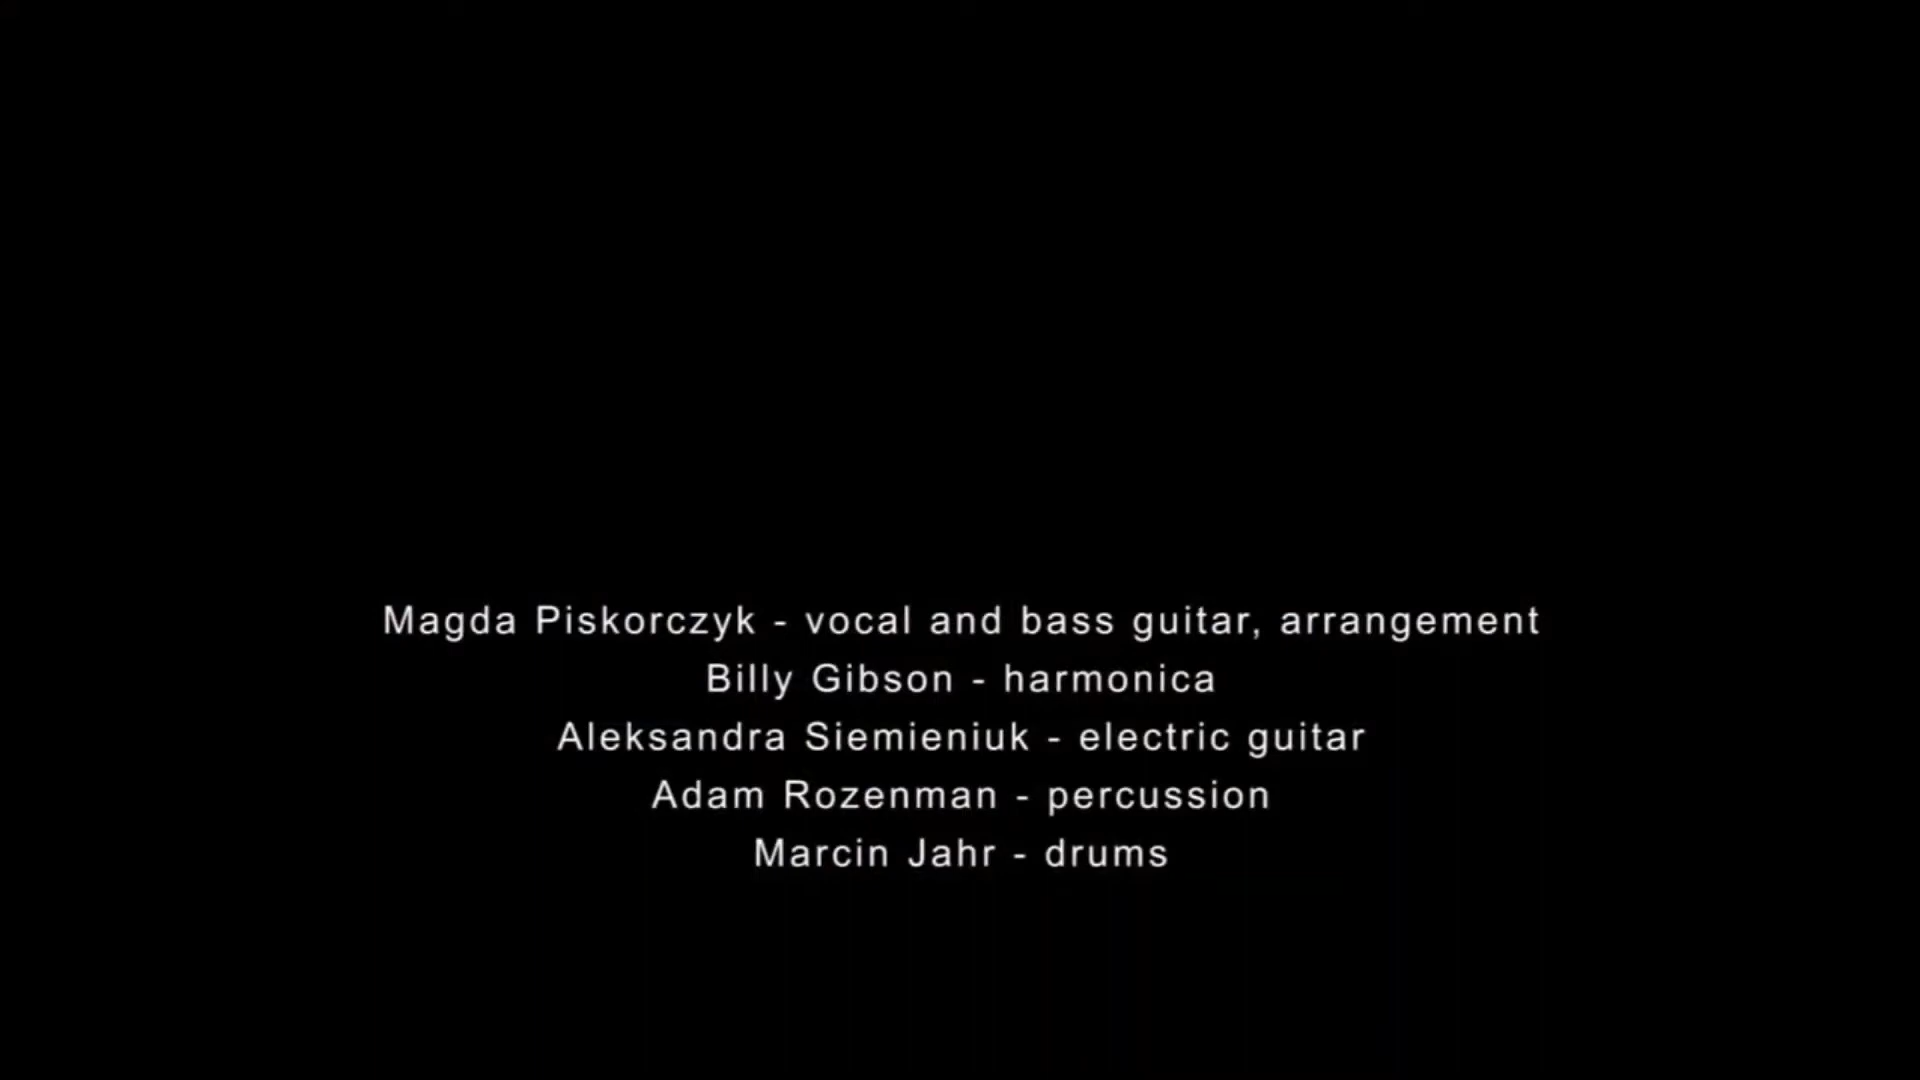 Magda Piskorczyk - vocal and bass guitar, arrangement
Billy Gibson - harmonica
Aleksandra Siemieniuk - electric guitar
Adam Rozenman - percussion
Marcin Jahr - drums